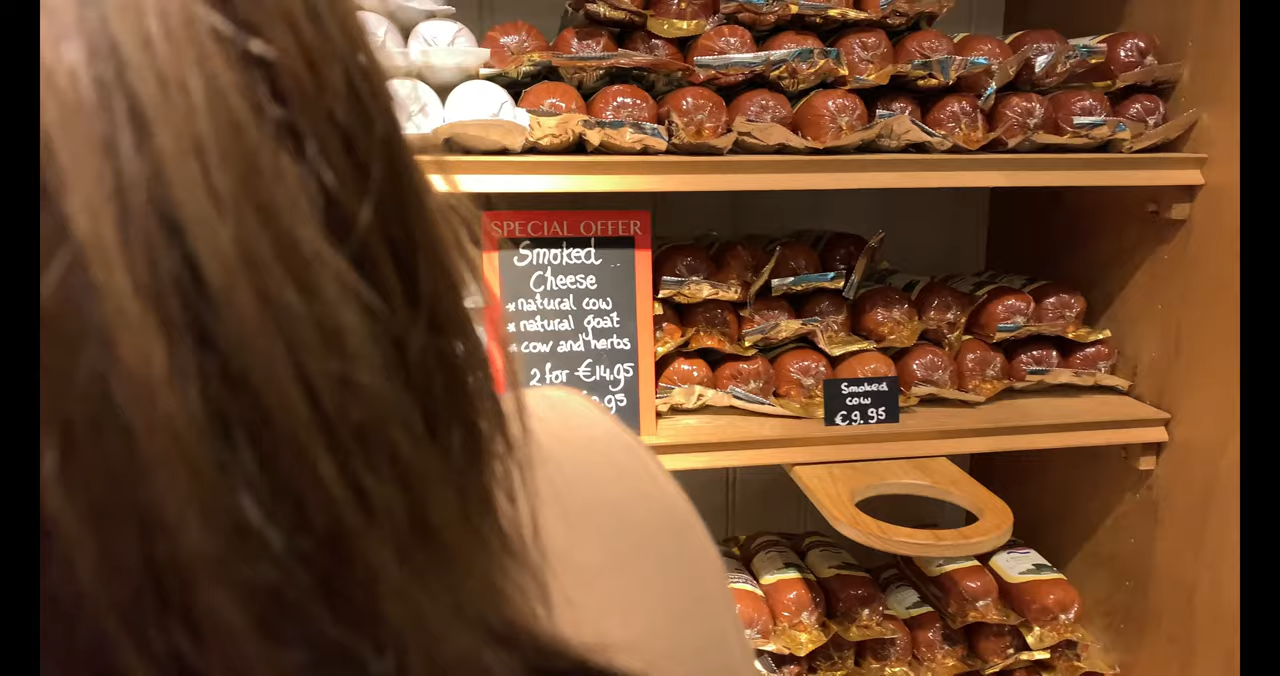 SPECIAL OFFER
Smoked
Cheese
*natural cow
*natural goat
*cow and herbs
2 for €14.95
.95
Smoked
cow
€9.95